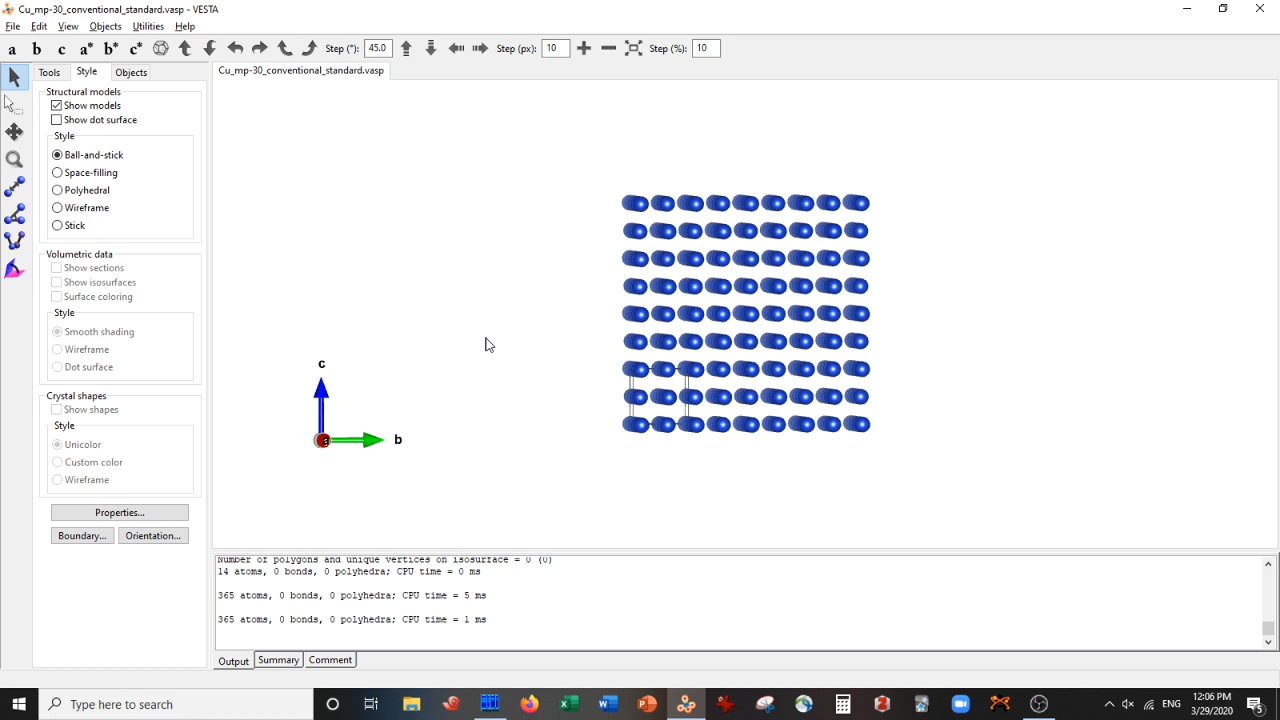 Cu_mp-30_conventional_standard.vasp - VESTA
File Edit View Objects Utilities Help
a b c a* b* c* Step (°): 45.0 Step (px): 10 Step (%): 10
Tools Style Objects
Cu_mp-30_conventional_standard.vasp
Structural models
Show models
Show dot surface
Style
Ball-and-stick
Space-filling
Polyhedral
Wireframe
Stick
Volumetric data
Show sections
Show isosurfaces
Surface coloring
Style
Smooth shading
Wireframe
Dot surface
Crystal shapes
Show shapes
Style
Unicolor
Custom color
Wireframe
Properties...
Boundary... Orientation...
c
a
b
Number of polygons and unique vertices on isosurface = 0 (0)
14 atoms, 0 bonds, 0 polyhedra; CPU time = 0 ms
365 atoms, 0 bonds, 0 polyhedra; CPU time = 5 ms
365 atoms, 0 bonds, 0 polyhedra; CPU time = 1 ms
Output Summary Comment
Type here to search
ENG
12:06 PM
3/29/2020
5